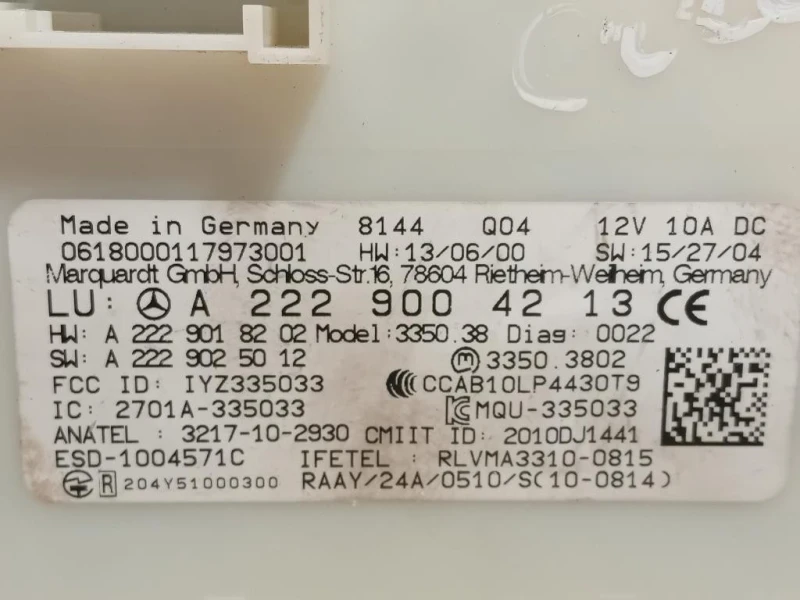 Made in Germany 8144 Q04 12V 10A DC
0618000117973001 HW:13/06/00 SW:15/27/04
Marquardt GmbH, Schloss-Str.16, 78604 Rietheim-Weilheim, Germany
LU: A 222 900 42 13 CE
HW: A 222 901 82 02 Model:3350.38 Diag: 0022
SW: A 222 902 50 12 m 3350.3802
FCC ID: IYZ335033 CCAB10LP4430T9
IC: 2701A-335033 MQU-335033
ANATEL : 3217-10-2930 CMIIT ID: 2010DJ1441
ESD-1004571C IFETEL: RLVMA3310-0815
R 204Y51000300 RAAY/24A/0510/S(10-0814)